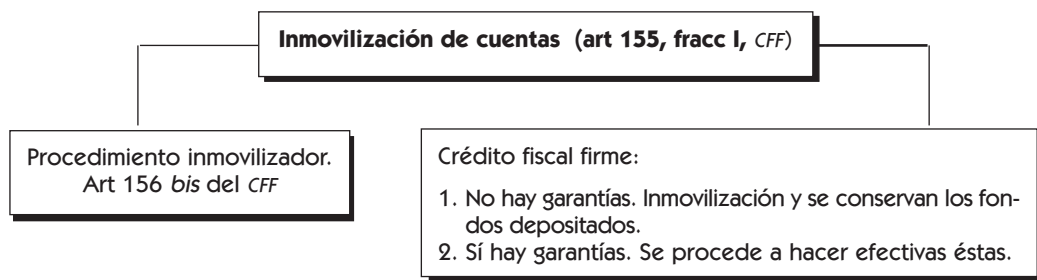 Inmovilización de cuentas (art 155, fracc I, CFF)
Procedimiento inmovilizador.
Art 156 bis del CFF
Crédito fiscal firme:
1. No hay garantías. Inmovilización y se conservan los fon-
dos depositados.
2. Sí hay garantías. Se procede a hacer efectivas éstas.